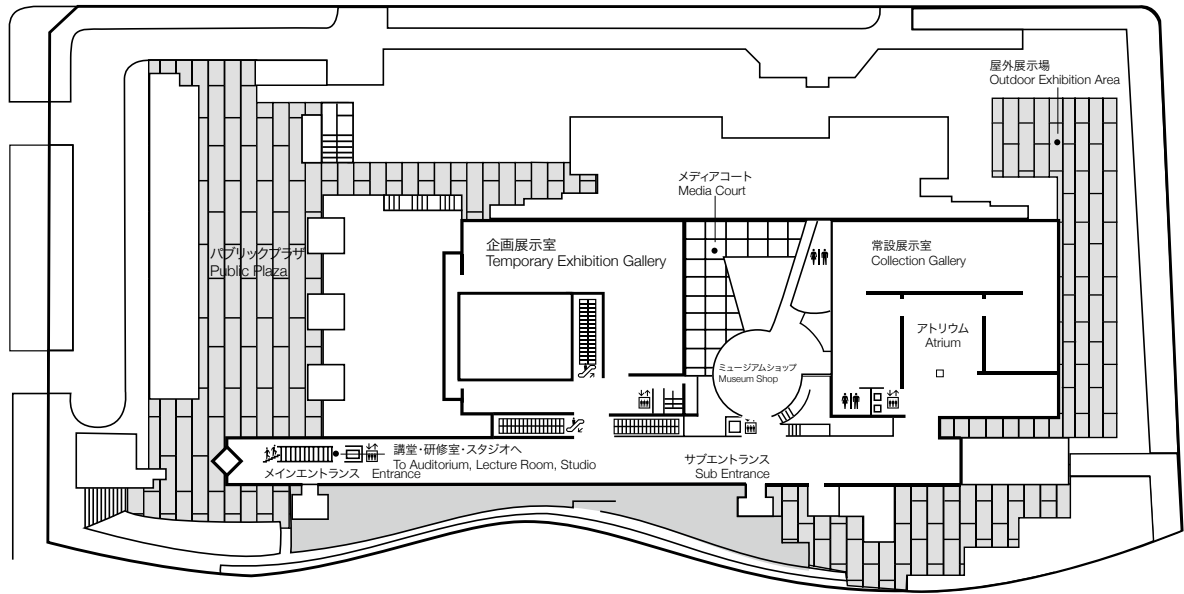 屋外展示場
Outdoor Exhibition Area
メディアコート
Media Court
企画展示室
Temporary Exhibition Gallery
常設展示室
Collection Gallery
パブリックプラザ
Public Plaza
アトリウム
Atrium
ミュージアムショップ
Museum Shop
講堂・研修室・スタジオへ
To Auditorium, Lecture Room, Studio
メインエントランス Entrance
サブエントランス
Sub Entrance